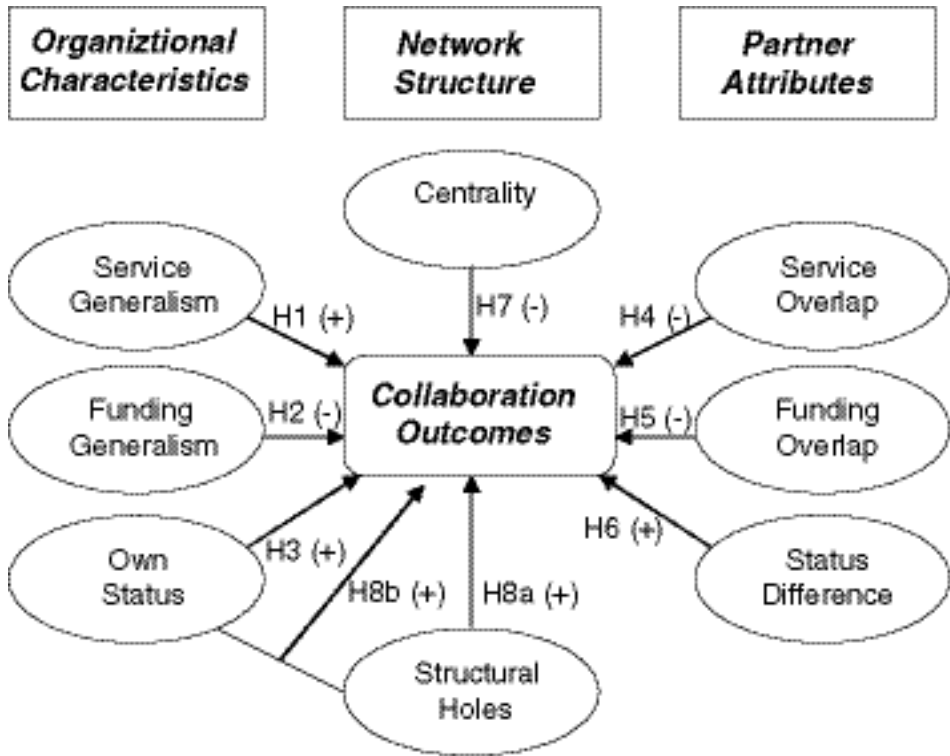 Organiztional
Characteristics
Network
Structure
Partner
Attributes
Centrality
Service
Generalism
Service
Overlap
H1 (+)
H7 (-)
H4 (-)
Funding
Generalism
H2 (-)
Collaboration
Outcomes
H5 (-)
Funding
Overlap
Own
Status
H3 (+)
H8b (+)
H8a (+)
H6 (+)
Status
Difference
Structural
Holes